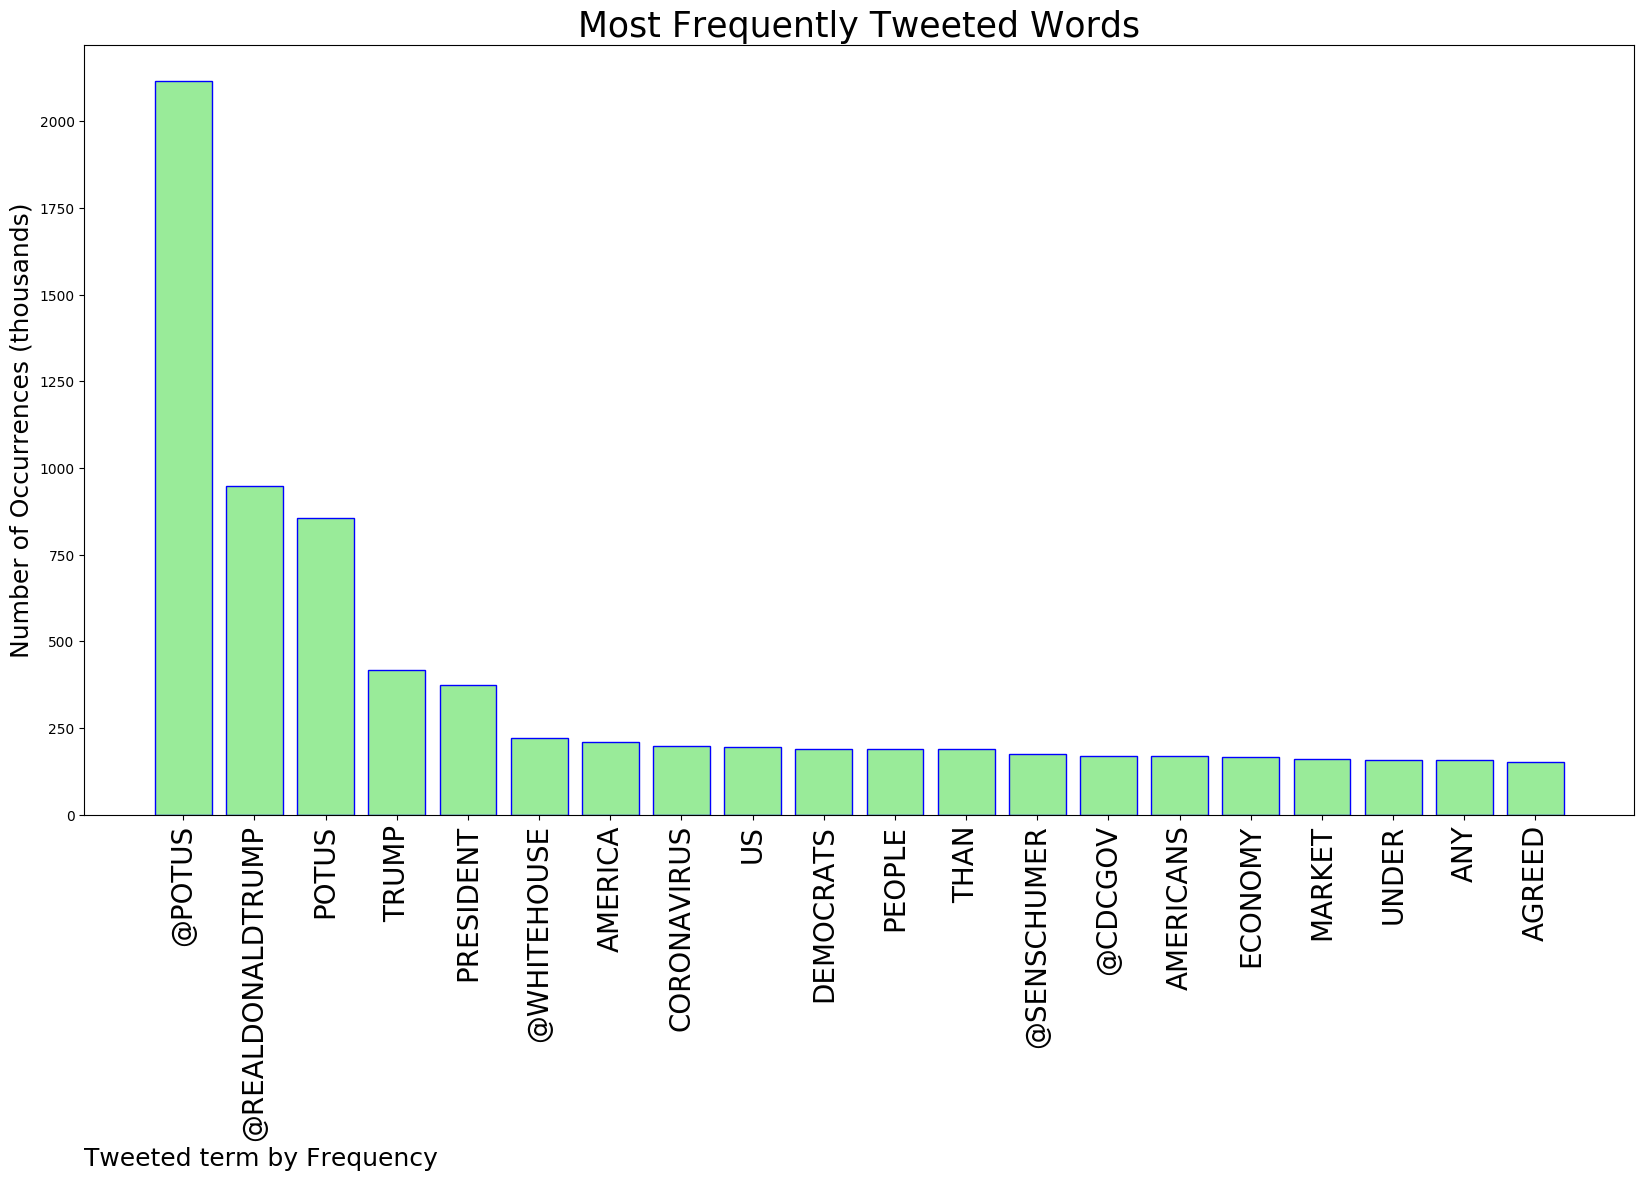 Most Frequently Tweeted Words
Number of Occurrences (thousands)
2000
1750
1500
1250
1000
750
500
250
0
@POTUS
@REALDONALDTRUMP
POTUS
TRUMP
PRESIDENT
@WHITEHOUSE
AMERICA
CORONAVIRUS
US
DEMOCRATS
PEOPLE
THAN
@SENSCHUMER
@CDCGOV
AMERICANS
ECONOMY
MARKET
UNDER
ANY
AGREED
Tweeted term by Frequency